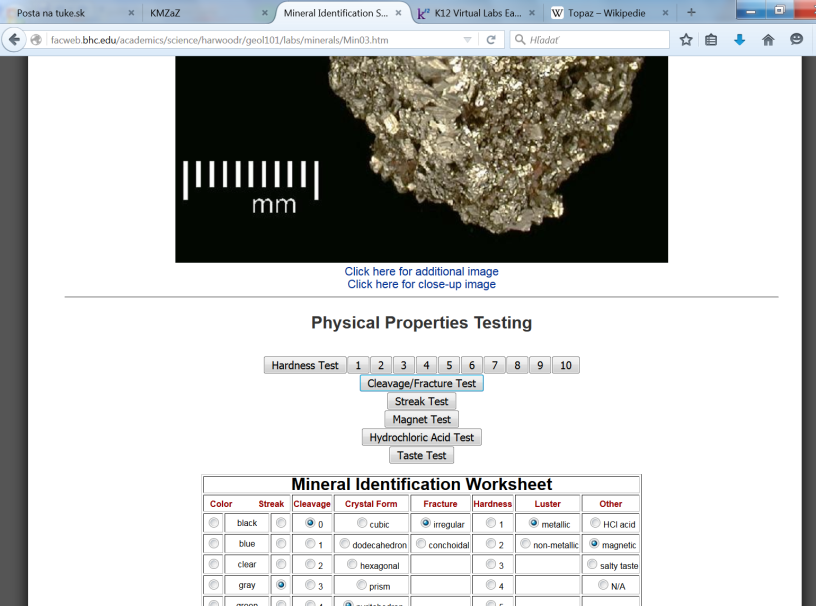 Posta na tuke.sk × KMZaZ × Mineral Identification S... × K12 Virtual Labs Ea... × W Topaz – Wikipedie × +
facweb.bhc.edu/academics/science/harwoodr/geol101/labs/minerals/Min03.htm Hľadať
mm
Click here for additional image
Click here for close-up image
Physical Properties Testing
Hardness Test 1 2 3 4 5 6 7 8 9 10
Cleavage/Fracture Test
Streak Test
Magnet Test
Hydrochloric Acid Test
Taste Test
Mineral Identification Worksheet
Color Streak Cleavage Crystal Form Fracture Hardness Luster Other
black 0 cubic irregular 1 metallic HCl acid
blue 1 dodecahedron conchoidal 2 non-metallic magnetic
clear 2 hexagonal 3 salty taste
gray 3 prism 4 N/A
green 4 pyritohedron 5